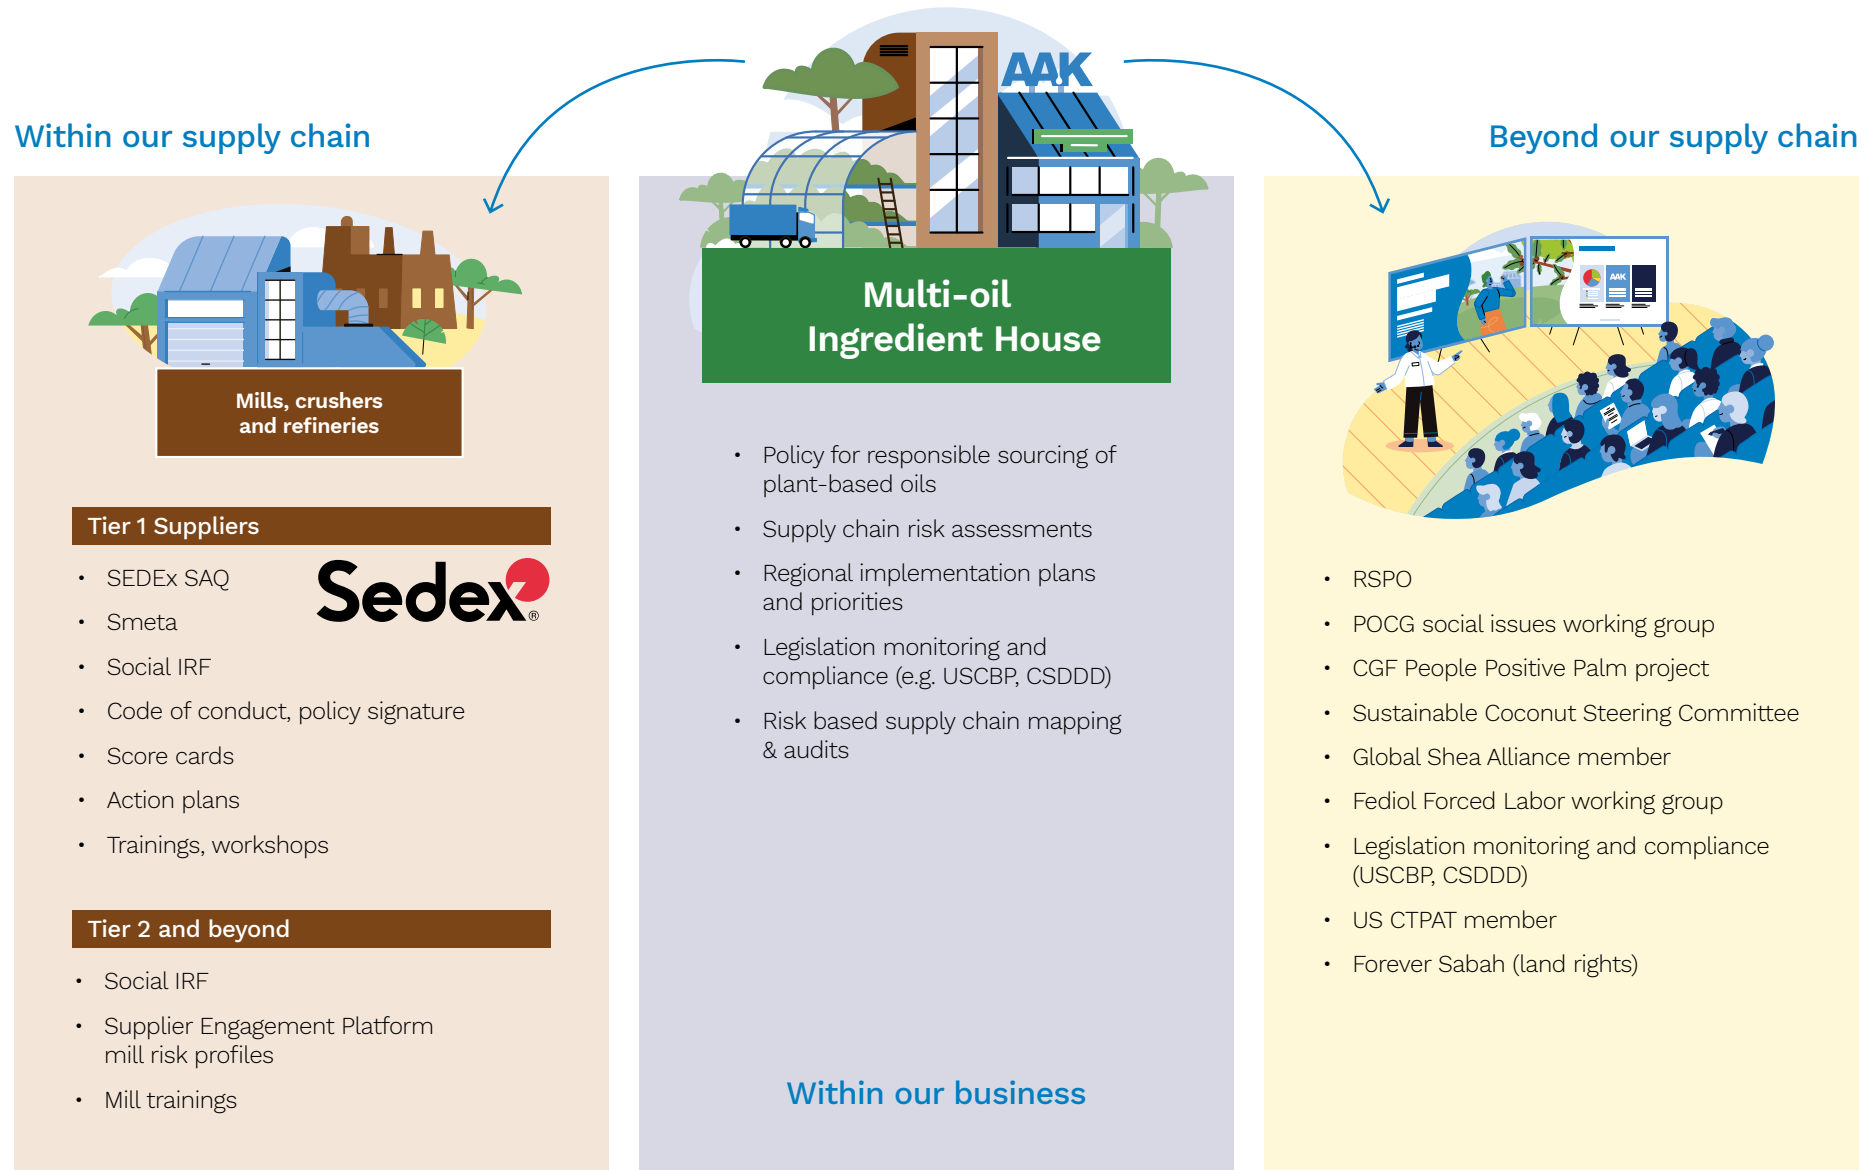 AAK
Within our supply chain
Beyond our supply chain
Multi-oil
Ingredient House
AAK
Mills, crushers
and refineries
Tier 1 Suppliers
• SEDEx SAQ
Sedex®
• Smeta
• Social IRF
• Code of conduct, policy signature
• Score cards
• Action plans
• Trainings, workshops
Tier 2 and beyond
• Social IRF
• Supplier Engagement Platform
mill risk profiles
• Mill trainings
• Policy for responsible sourcing of
plant-based oils
• Supply chain risk assessments
• Regional implementation plans
and priorities
• Legislation monitoring and
compliance (e.g. USCBP, CSDDD)
• Risk based supply chain mapping
& audits
Within our business
• RSPO
• POCG social issues working group
• CGF People Positive Palm project
• Sustainable Coconut Steering Committee
• Global Shea Alliance member
• Fediol Forced Labor working group
• Legislation monitoring and compliance
(USCBP, CSDDD)
• US CTPAT member
• Forever Sabah (land rights)